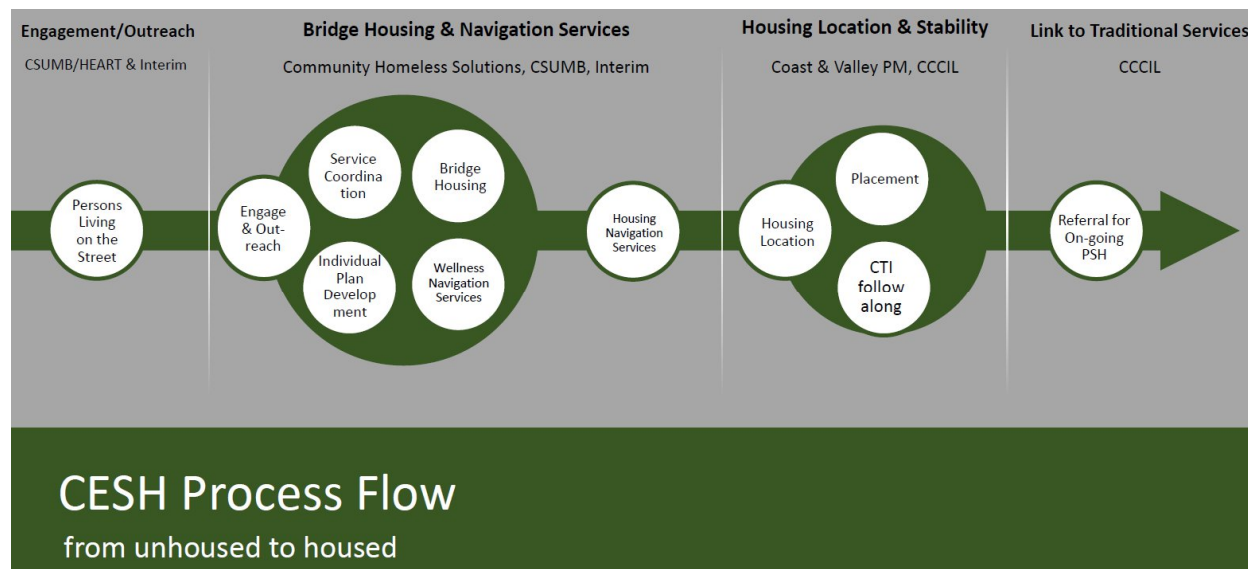 Engagement/Outreach
CSUMB/HEART & Interim
Bridge Housing & Navigation Services
Community Homeless Solutions, CSUMB, Interim
Housing Location & Stability
Coast & Valley PM, CCCIL
Link to Traditional Services
CCCIL
Persons
Living
on the
Street
Engage
& Out-
reach
Service
Coordina
tion
Bridge
Housing
Individual
Plan
Develop
ment
Wellness
Navigation
Services
Housing
Navigation
Services
Housing
Location
Placement
CTI
follow
along
Referral for
On-going
PSH
CESH Process Flow
from unhoused to housed